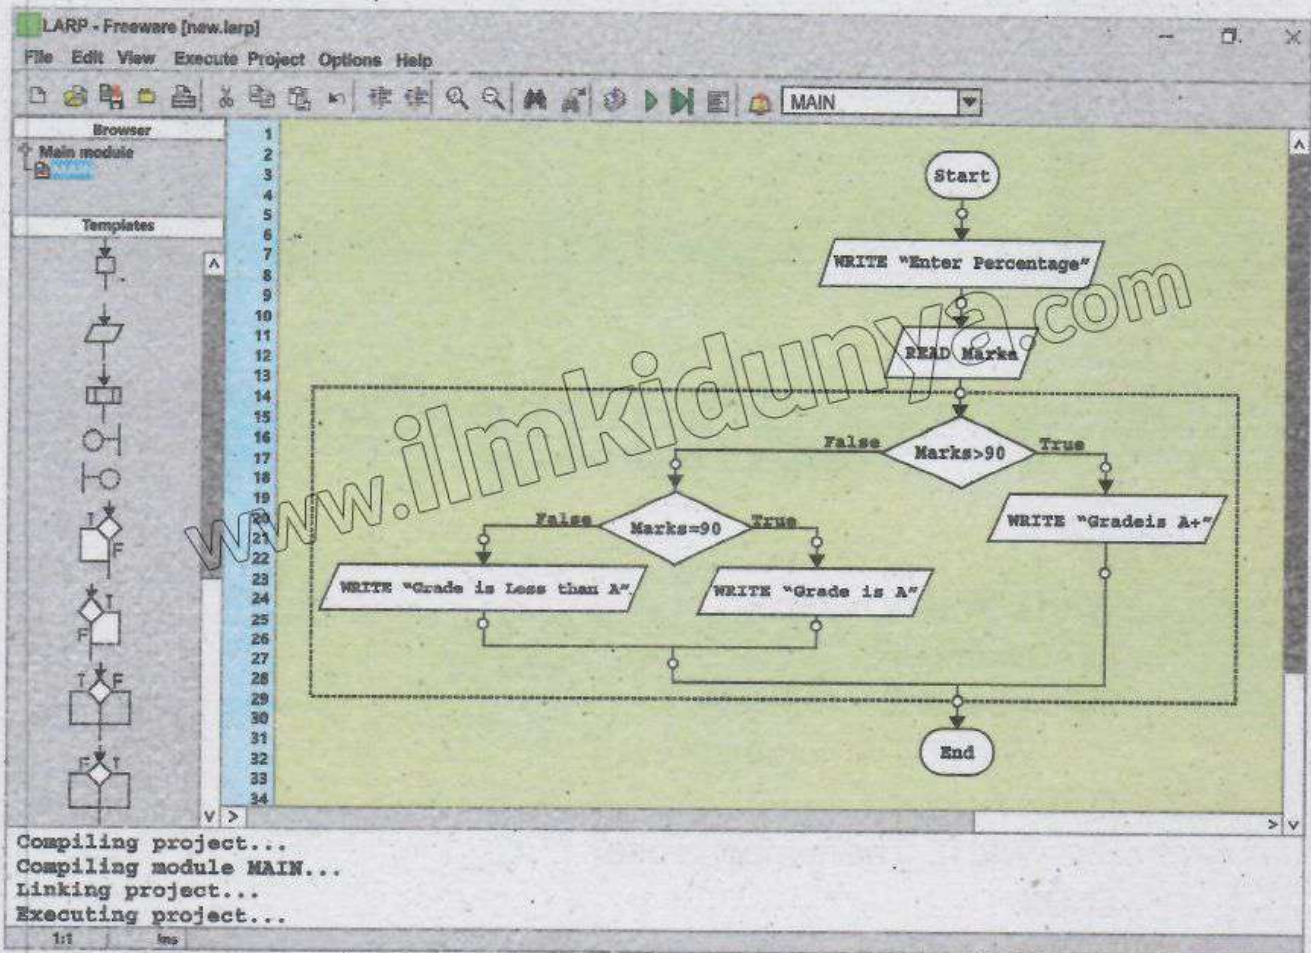 LARP - Freeware [new.larp]
File Edit View Execute Project Options Help
MAIN
Browser
Main module
Templates
T
F
T
F
T F
F T
1
2
3
4
5
6
7
8
9
10
11
12
13
14
15
16
17
18
19
20
21
22
23
24
25
26
27
28
29
30
31
32
33
34
Start
WRITE "Enter Percentage"
READ Marks
False Marks>90 True
WRITE "Gradeis A+"
False Marks=90 True
WRITE "Grade is Less than A"
WRITE "Grade is A"
End
www.ilmkidunya.com
Compiling project...
Compiling module MAIN...
Linking project...
Executing project...
1:1 Ins